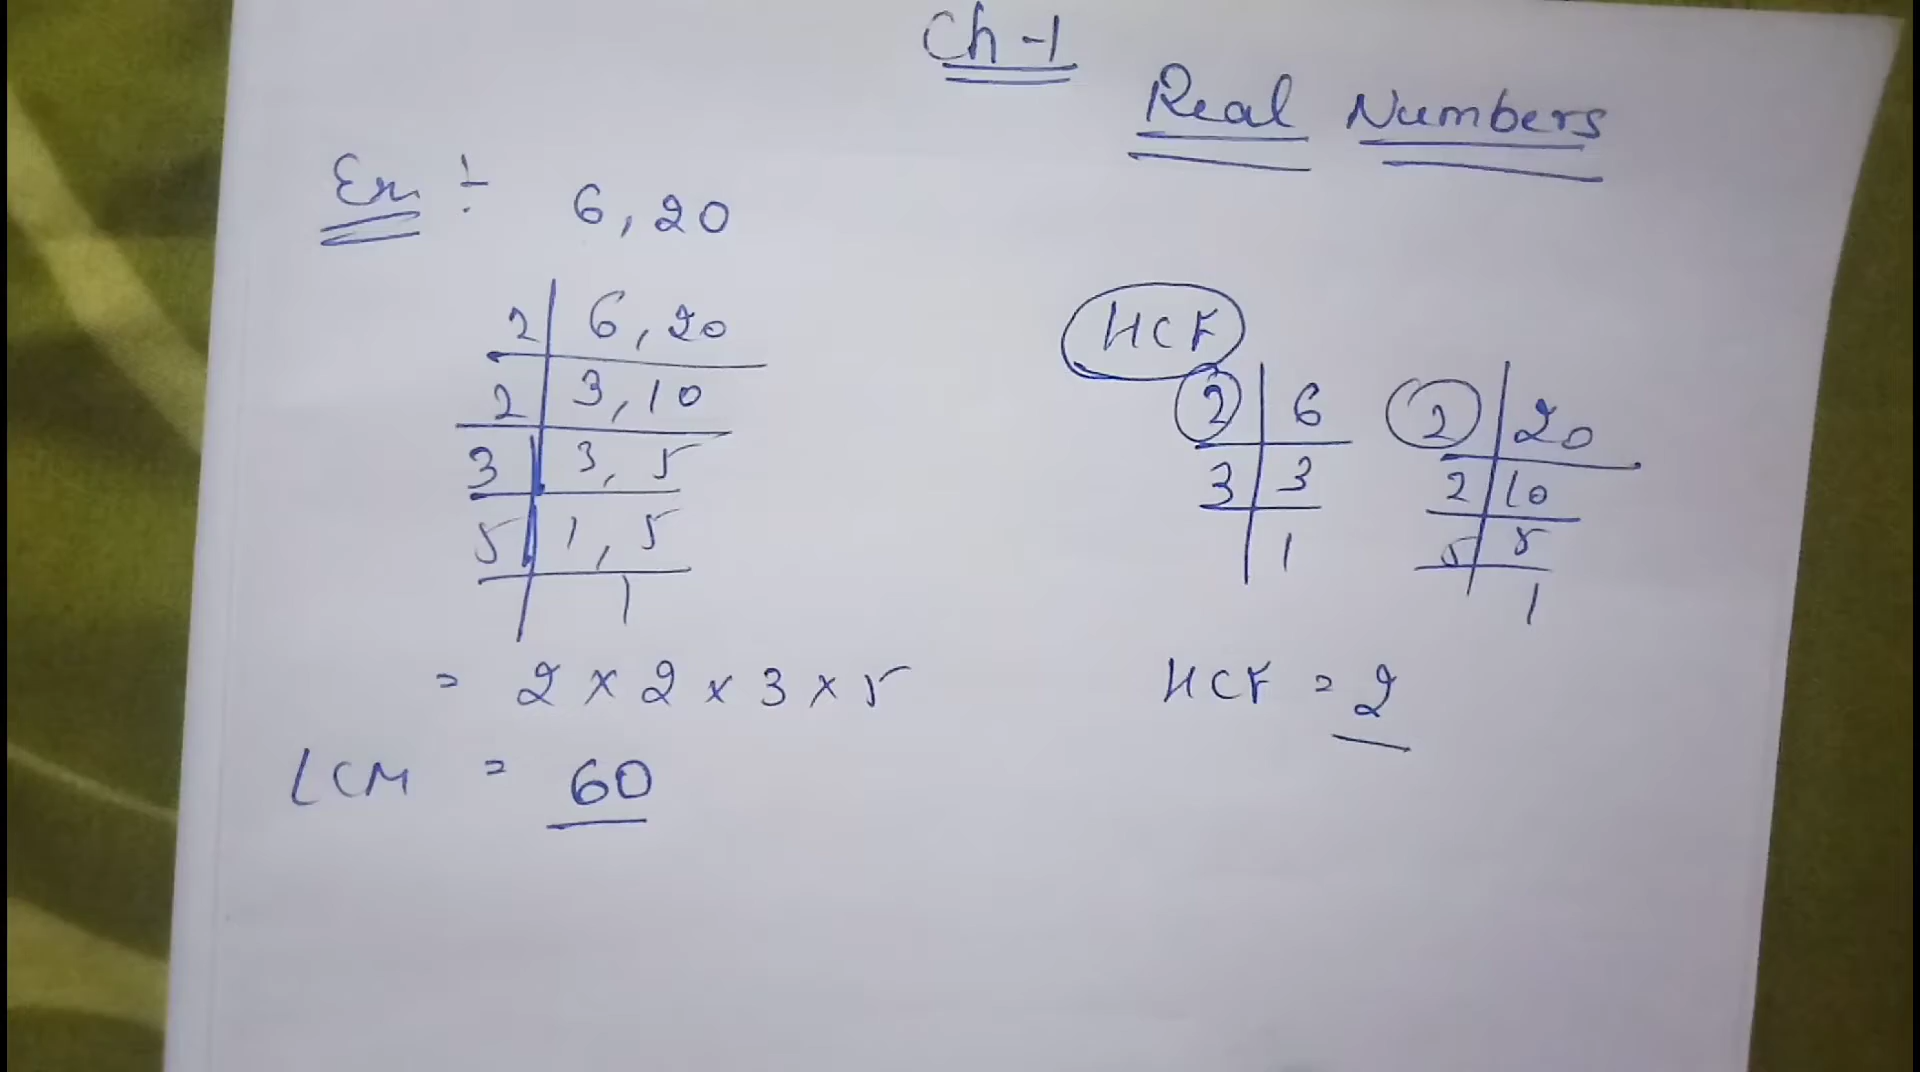 Ch-1
Real Numbers
Ex :- 6, 20
2 | 6, 20
2 | 3, 10
3 | 3, 5
5 | 1, 5
1
= 2 × 2 × 3 × 5
LCM = 60
HCF
2 | 6
3 | 3
1
2 | 20
2 | 10
5 | 5
1
HCF = 2